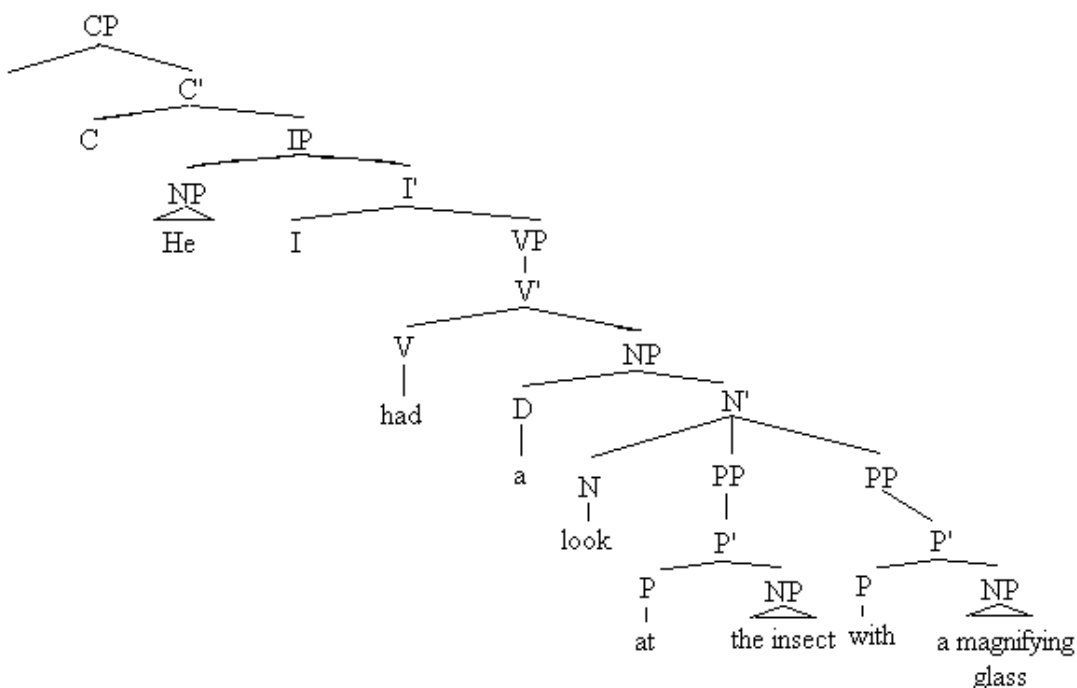 CP
C'
C IP
NP I'
He I VP
V'
V NP
had D N'
a N PP PP
look P' P'
P NP P NP
at the insect with a magnifying
glass